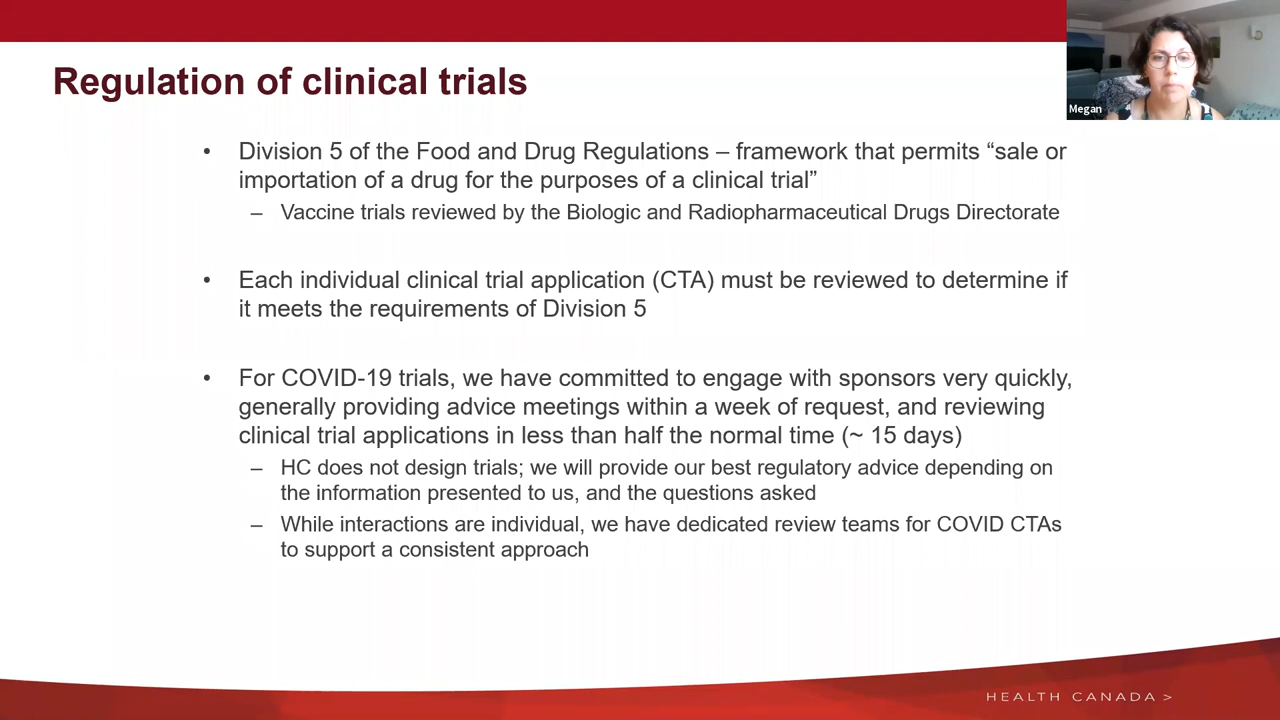 Regulation of clinical trials
Megan
• Division 5 of the Food and Drug Regulations – framework that permits “sale or
importation of a drug for the purposes of a clinical trial”
– Vaccine trials reviewed by the Biologic and Radiopharmaceutical Drugs Directorate
• Each individual clinical trial application (CTA) must be reviewed to determine if
it meets the requirements of Division 5
• For COVID-19 trials, we have committed to engage with sponsors very quickly,
generally providing advice meetings within a week of request, and reviewing
clinical trial applications in less than half the normal time (~ 15 days)
– HC does not design trials; we will provide our best regulatory advice depending on
the information presented to us, and the questions asked
– While interactions are individual, we have dedicated review teams for COVID CTAs
to support a consistent approach
HEALTH CANADA >